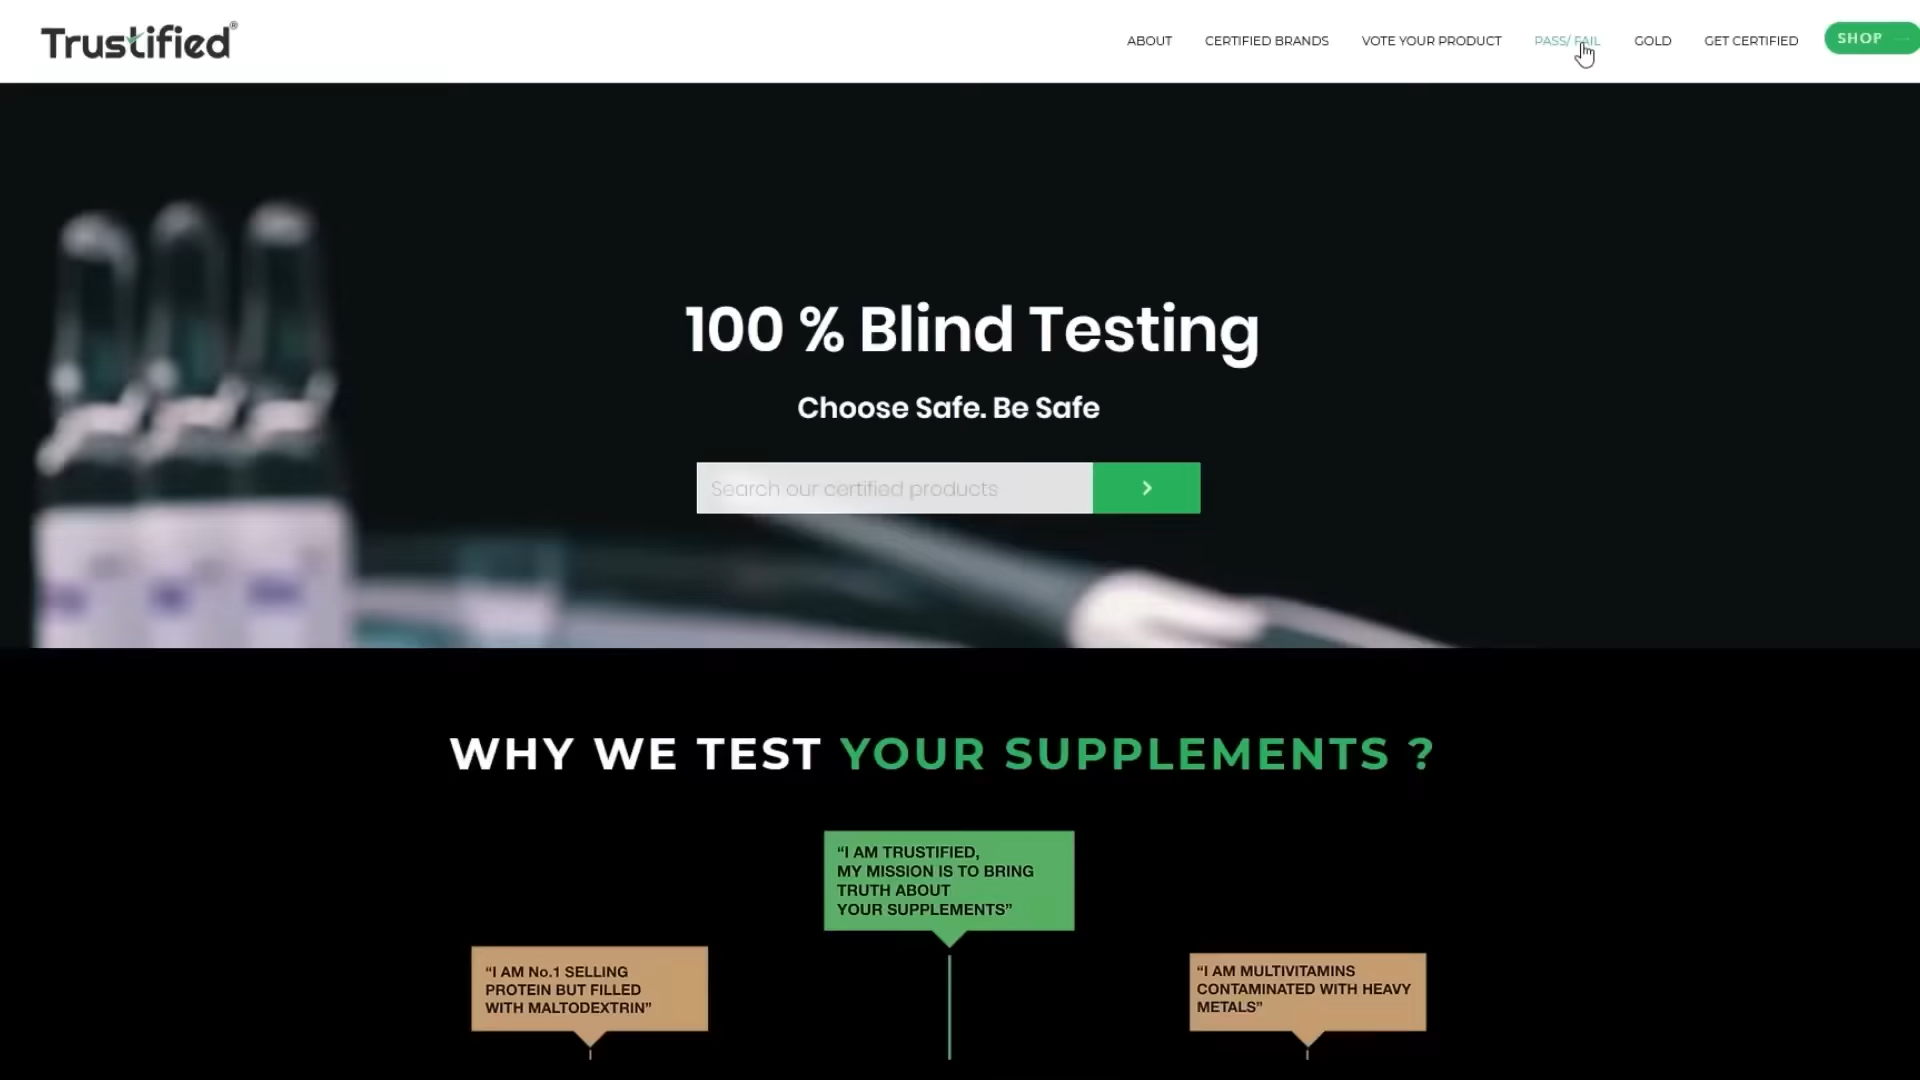 Trustified®
ABOUT CERTIFIED BRANDS VOTE YOUR PRODUCT PASS/ FAIL GOLD GET CERTIFIED SHOP
100 % Blind Testing
Choose Safe. Be Safe
Search our certified products
WHY WE TEST YOUR SUPPLEMENTS ?
“I AM TRUSTIFIED,
MY MISSION IS TO BRING
TRUTH ABOUT
YOUR SUPPLEMENTS”
“I AM No.1 SELLING
PROTEIN BUT FILLED
WITH MALTODEXTRIN”
“I AM MULTIVITAMINS
CONTAMINATED WITH HEAVY
METALS”